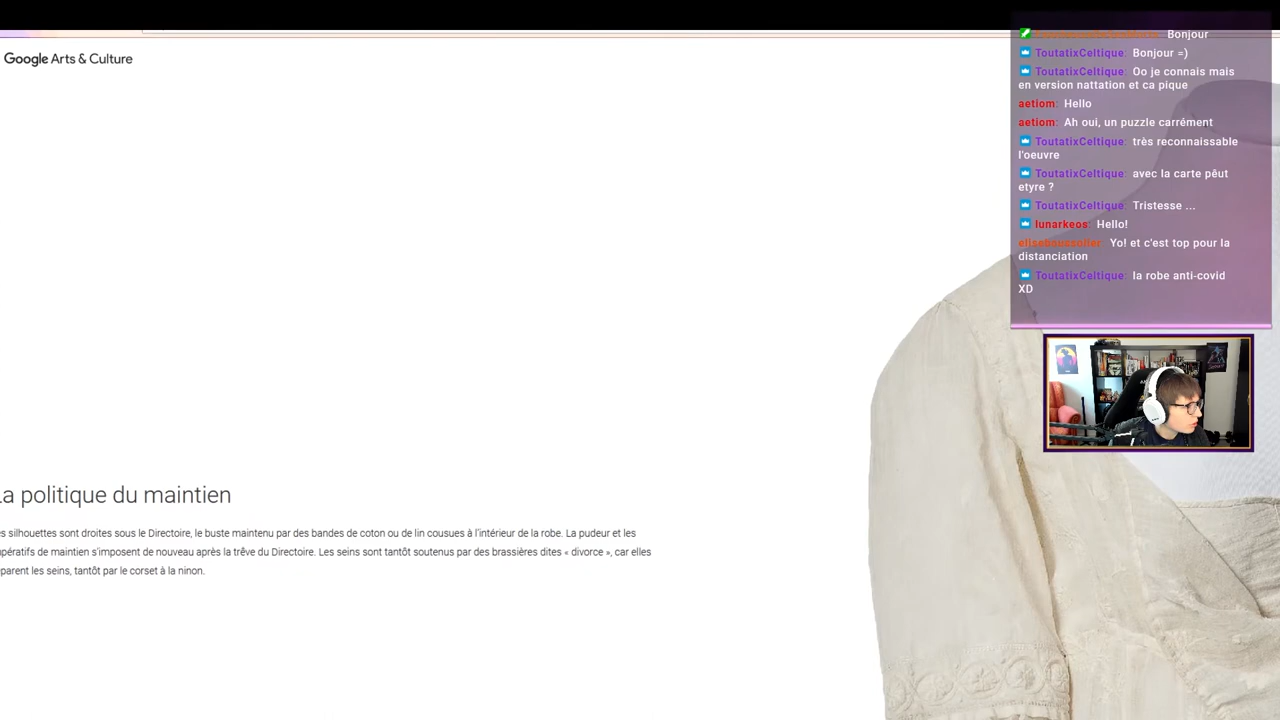 Google Arts & Culture
La politique du maintien
es silhouettes sont droites sous le Directoire, le buste maintenu par des bandes de coton ou de lin cousues à l'intérieur de la robe. La pudeur et les
pératifs de maintien s'imposent de nouveau après la trêve du Directoire. Les seins sont tantôt soutenus par des brassières dites « divorce », car elles
parent les seins, tantôt par le corset à la ninon.
Bonjour
ToutatixCeltique: Bonjour =)
ToutatixCeltique: Oo je connais mais
en version nattation et ca pique
aetiom: Hello
aetiom: Ah oui, un puzzle carrément
ToutatixCeltique: très reconnaissable
l'oeuvre
ToutatixCeltique: avec la carte pêut
etyre ?
ToutatixCeltique: Tristesse ...
lunarkeos: Hello!
Yo! et c'est top pour la
distanciation
ToutatixCeltique: la robe anti-covid
XD